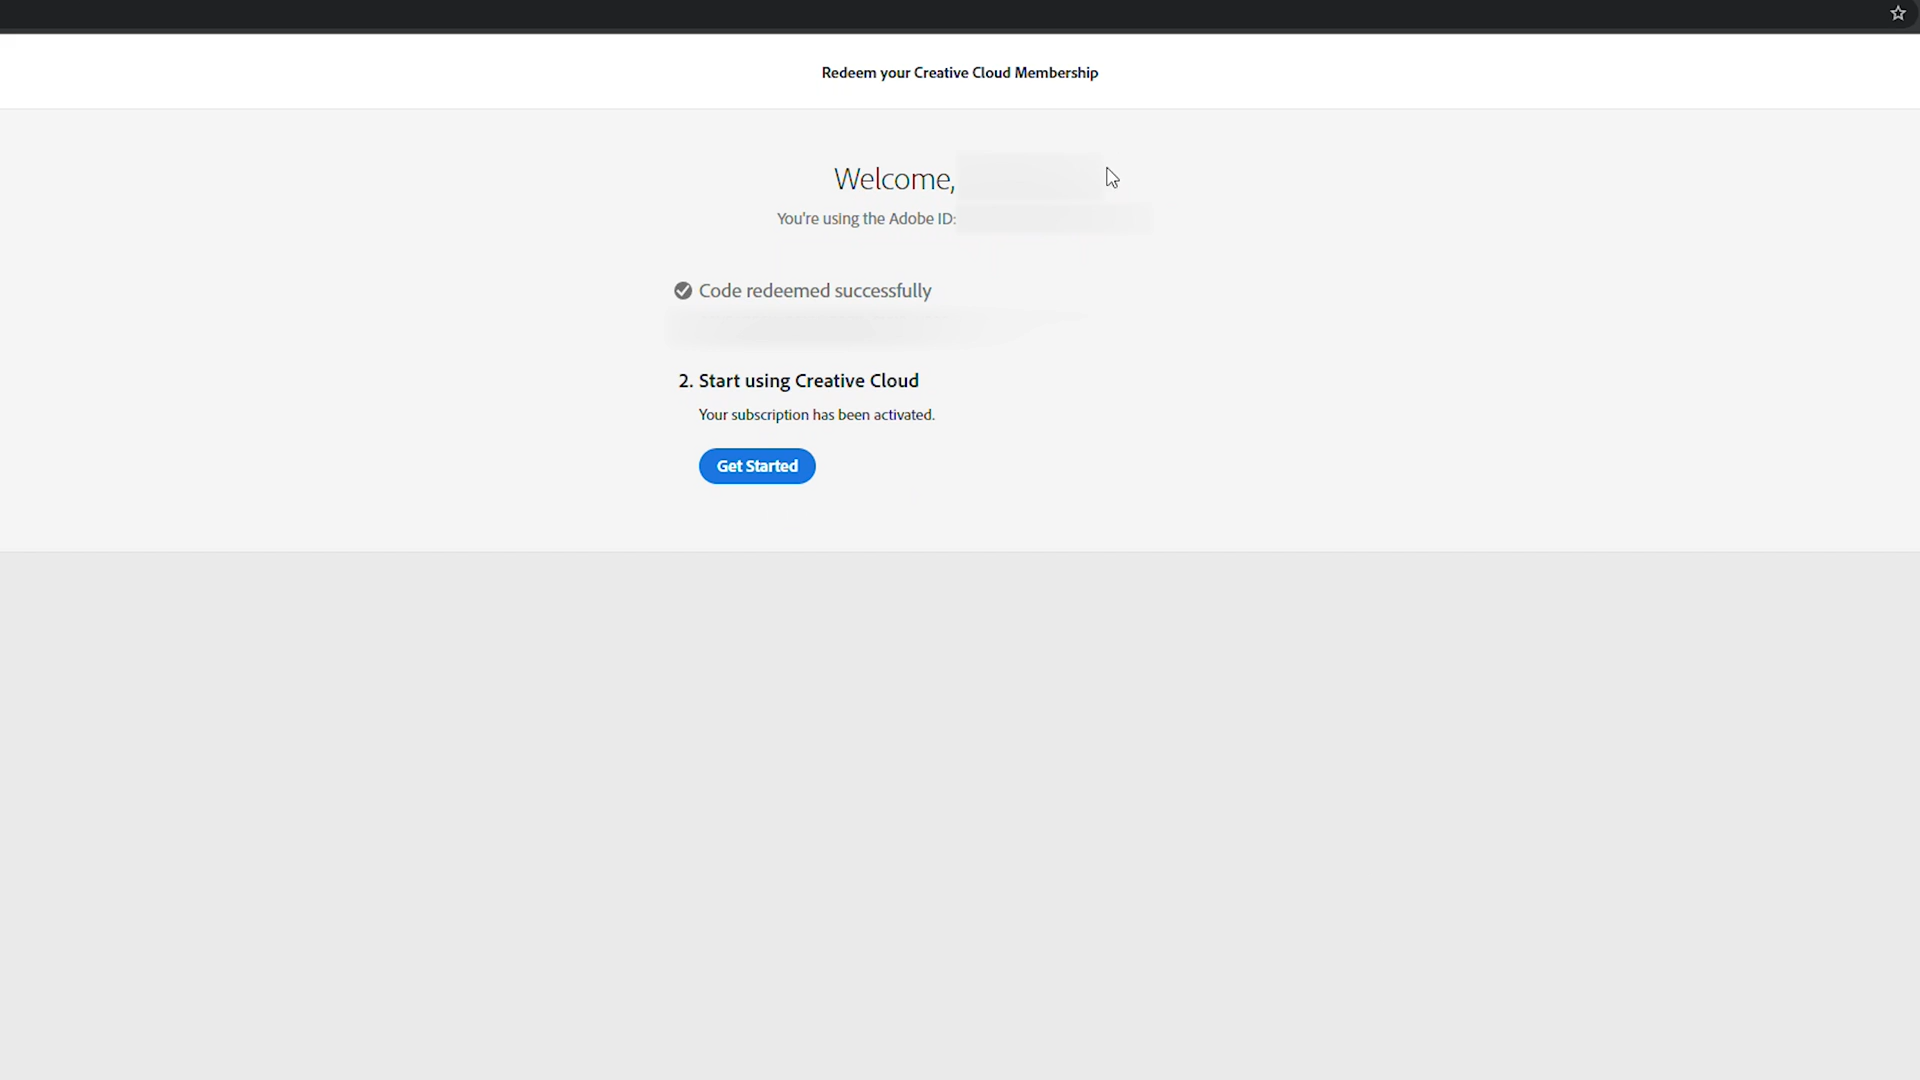 Redeem your Creative Cloud Membership
Welcome,
You're using the Adobe ID:
Code redeemed successfully
2. Start using Creative Cloud
Your subscription has been activated.
Get Started